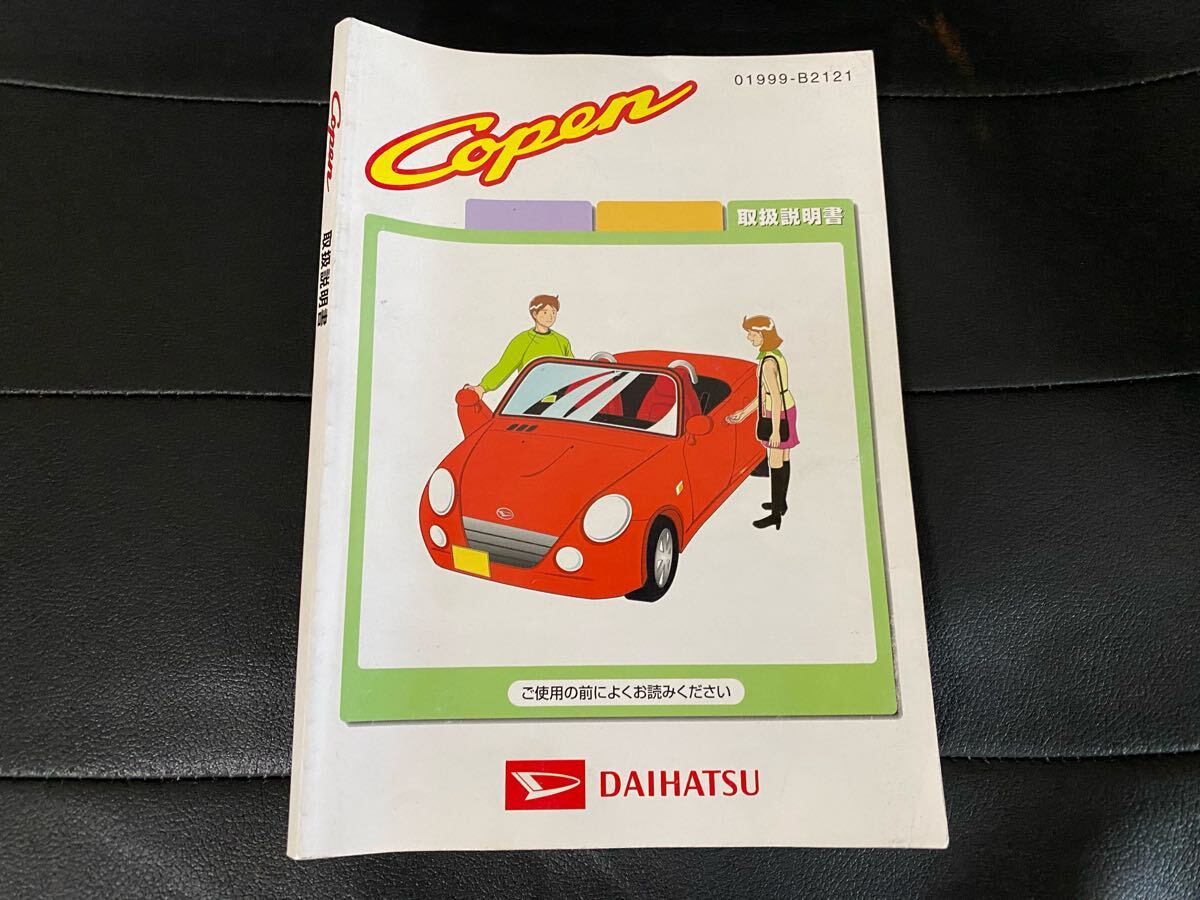 01999-B2121
Copen
取扱説明書
ご使用の前によくお読みください
DAIHATSU
Copen 取扱説明書